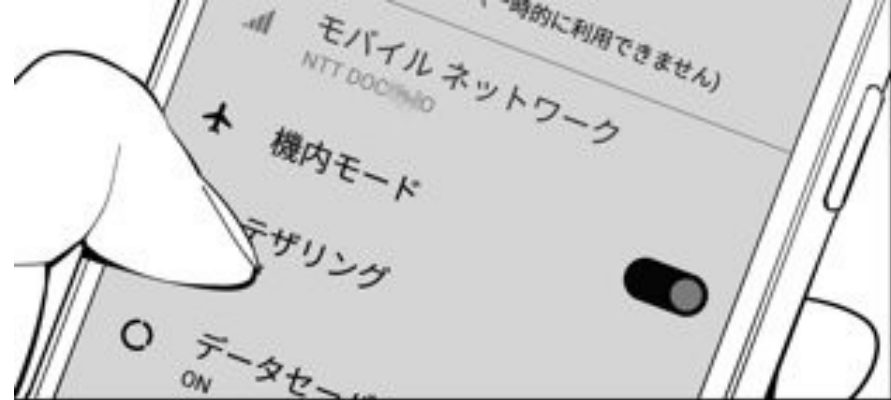 一時的に利用できません)
モバイル ネットワーク
NTT DOCOMO
機内モード
テザリング
データセーバ
ON